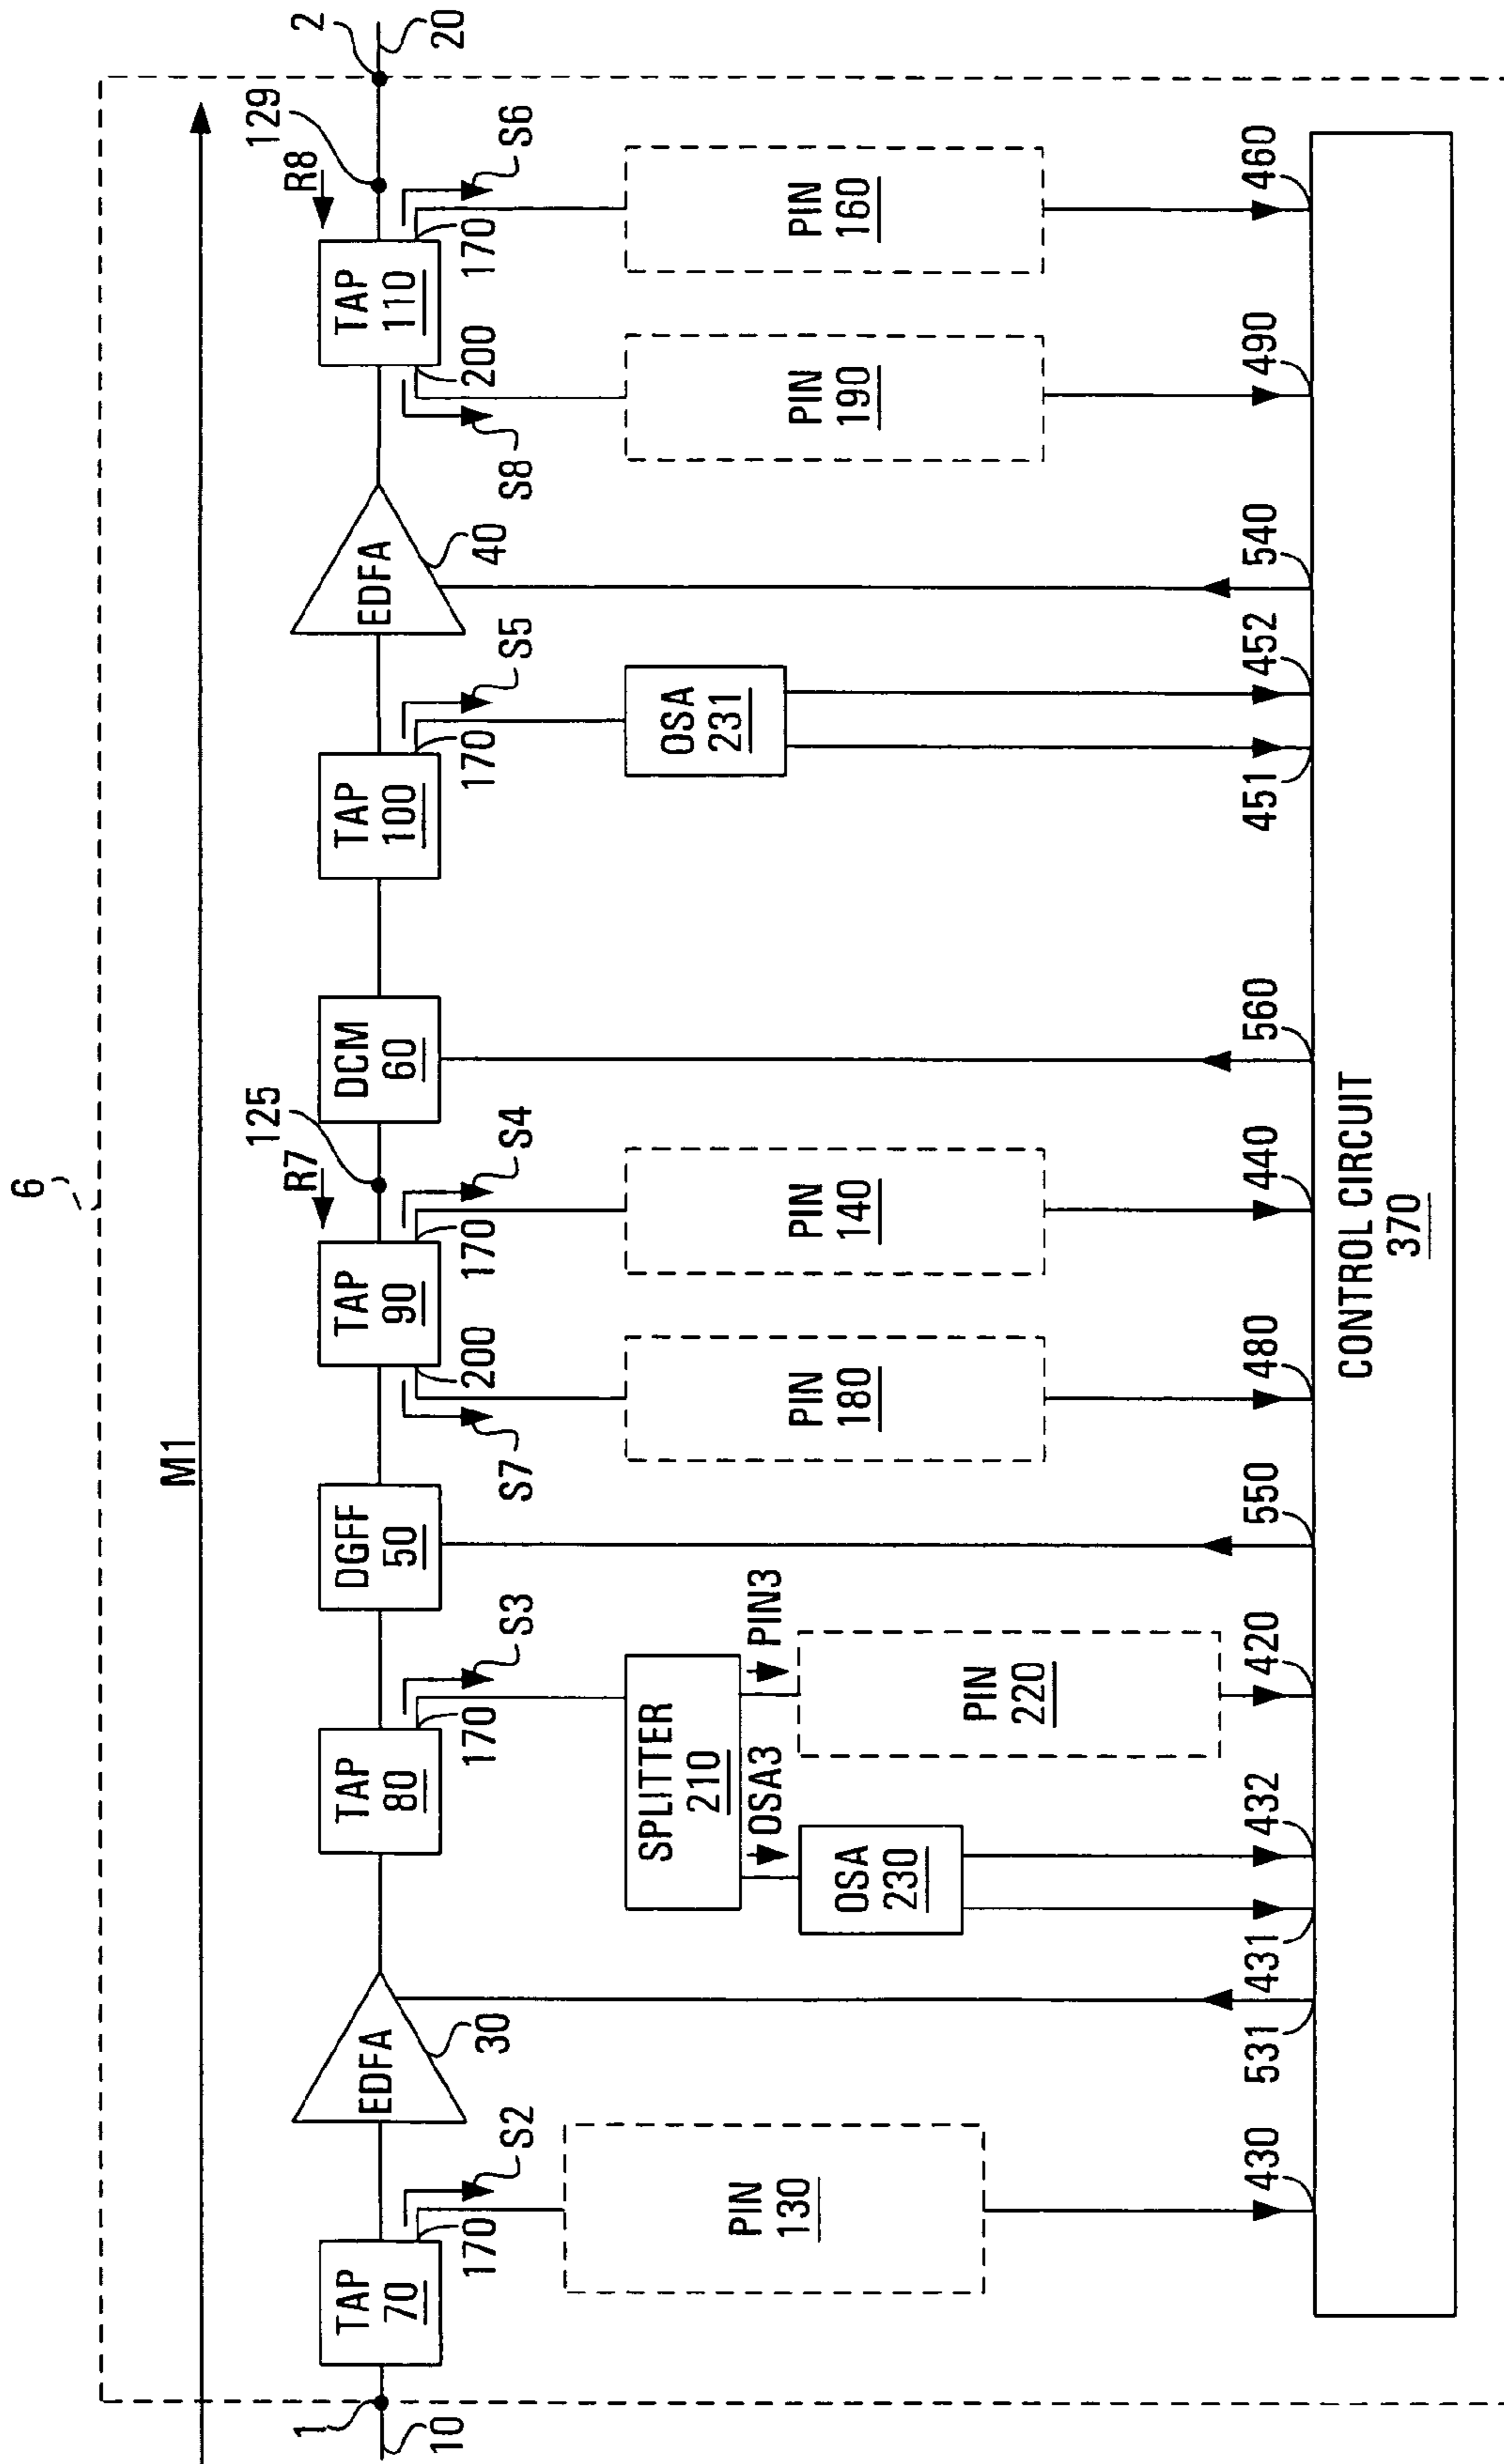 6
M1
1
10
TAP
70
170
S2
EDFA
30
TAP
80
170
S3
DGFF
50
R7
125
TAP
90
200
S7
170
S4
DCM
60
TAP
100
170
S5
EDFA
40
R8
129
TAP
110
200
S8
170
S6
2
20
PIN
130
SPLITTER
210
OSA3
PIN3
OSA
230
PIN
220
PIN
180
PIN
140
OSA
231
PIN
190
PIN
160
430
531
431
432
420
550
480
440
560
451
452
540
490
460
CONTROL CIRCUIT
370